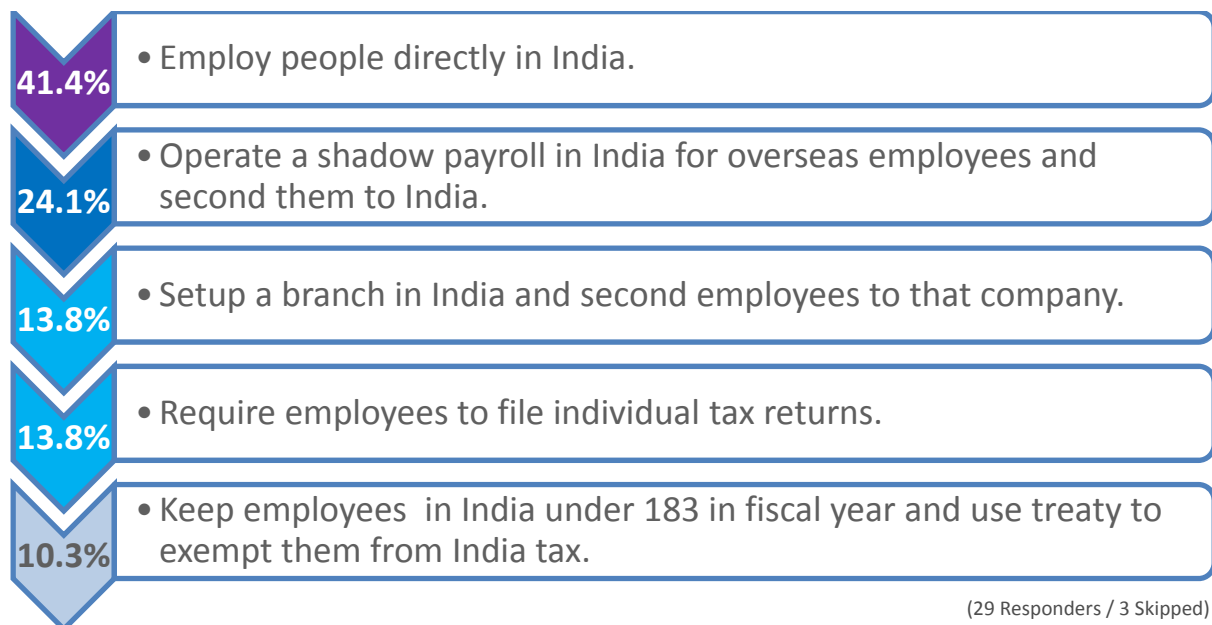 41.4%
• Employ people directly in India.
24.1%
• Operate a shadow payroll in India for overseas employees and
second them to India.
13.8%
• Setup a branch in India and second employees to that company.
13.8%
• Require employees to file individual tax returns.
10.3%
• Keep employees  in India under 183 in fiscal year and use treaty to
exempt them from India tax.
(29 Responders / 3 Skipped)